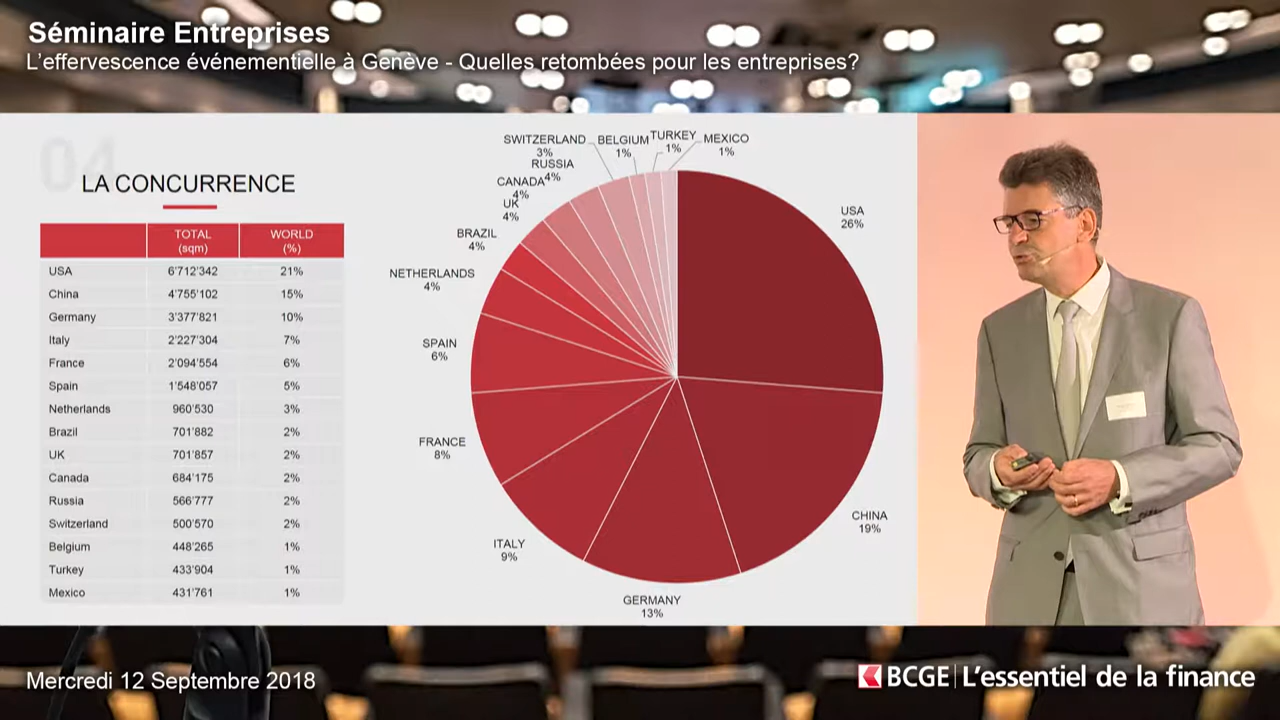 Séminaire Entreprises
L'effervescence événementielle à Genève - Quelles retombées pour les entreprises?
04
LA CONCURRENCE
TOTAL (sqm) WORLD (%)
USA 6'712'342 21%
China 4'755'102 15%
Germany 3'377'821 10%
Italy 2'227'304 7%
France 2'094'554 6%
Spain 1'548'057 5%
Netherlands 960'530 3%
Brazil 701'882 2%
UK 701'857 2%
Canada 684'175 2%
Russia 566'777 2%
Switzerland 500'570 2%
Belgium 448'265 1%
Turkey 433'904 1%
Mexico 431'761 1%
SWITZERLAND
3%
BELGIUM
1%
TURKEY
1%
MEXICO
1%
RUSSIA
4%
CANADA
4%
UK
4%
BRAZIL
4%
NETHERLANDS
4%
SPAIN
6%
FRANCE
8%
ITALY
9%
GERMANY
13%
CHINA
19%
USA
26%
Mercredi 12 Septembre 2018
BCGE | L'essentiel de la finance